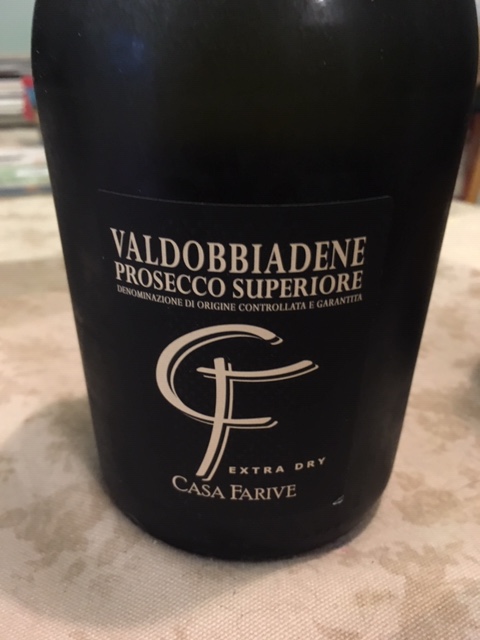 VALDOBBIADENE
PROSECCO SUPERIORE
DENOMINAZIONE DI ORIGINE CONTROLLATA E GARANTITA
CF
EXTRA DRY
CASA FARIVE